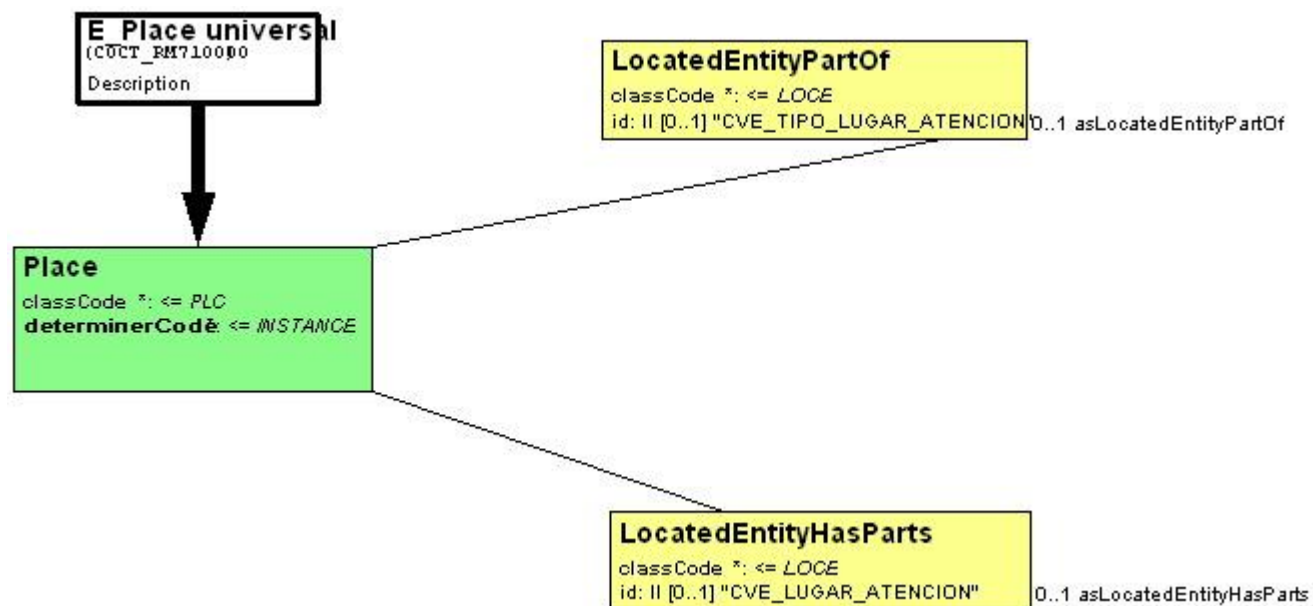 E_Place universal
(COCT_RM710000
Description
LocatedEntityPartOf
classCode *: <= LOCE
id: II [0..1] "CVE_TIPO_LUGAR_ATENCION"
0..1 asLocatedEntityPartOf
Place
classCode *: <= PLC
determinerCode*: <= INSTANCE
LocatedEntityHasParts
classCode *: <= LOCE
id: II [0..1] "CVE_LUGAR_ATENCION"
0..1 asLocatedEntityHasParts